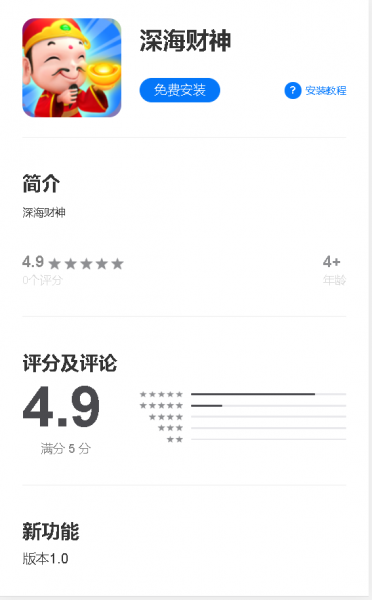 深海财神
免费安装
? 安装教程
简介
深海财神
4.9 ★★★★★
4+
0个评分
年龄
评分及评论
4.9
满分 5 分
★★★★★
★★★★★
★★★★
★★★
★★
新功能
版本1.0